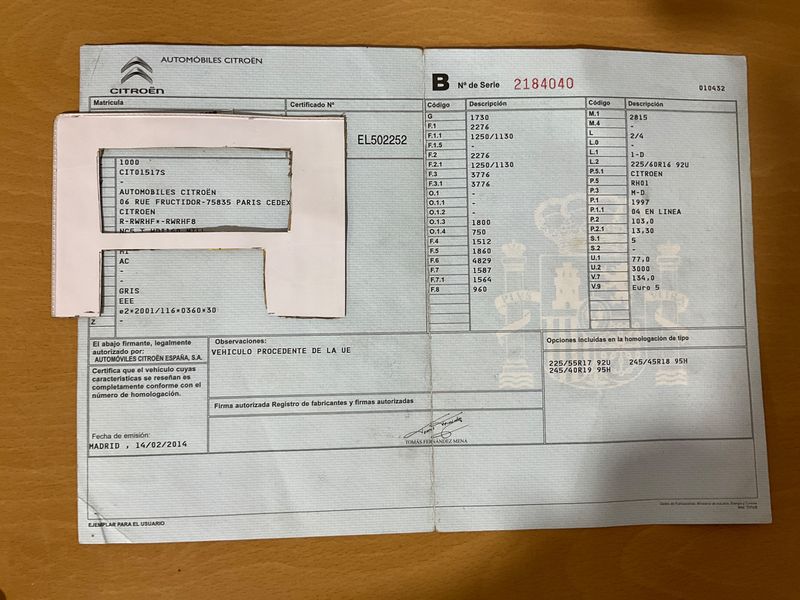 AUTOMÓBILES CITROËN
CITROËN
B Nº de Serie 2184040
010432
Matrícula
Certificado Nº
EL502252
1000
CIT01517S
-
AUTOMOBILES CITROËN
06 RUE FRUCTIDOR-75835 PARIS CEDEX
CITROEN
R-RWRHF*-RWRHF8
M1
AC
-
-
GRIS
EEE
e2*2001/116*0360*30
Z -
Código Descripción
G 1730
F.1 2276
F.1.1 1250/1130
F.1.5 -
F.2 2276
F.2.1 1250/1130
F.3 3776
F.3.1 3776
O.1 -
O.1.1 -
O.1.2 -
O.1.3 1800
O.1.4 750
F.4 1512
F.5 1860
F.6 4829
F.7 1587
F.7.1 1564
F.8 960
Código Descripción
M.1 2815
M.4 -
L 2/4
L.0 -
L.1 1-D
L.2 225/60R16 92U
P.5.1 CITROEN
P.5 RH01
P.3 M-D
P.1 1997
P.1.1 04 EN LINEA
P.2 103,0
P.2.1 13,30
S.1 5
S.2 -
U.1 77,0
U.2 3000
V.7 134,0
V.9 Euro 5
PLVS
VLTRA
El abajo firmante, legalmente
autorizado por:
AUTOMÓVILES CITROËN ESPAÑA, S.A.
Certifica que el vehículo cuyas
características se reseñan es
completamente conforme con el
número de homologación.
Fecha de emisión:
MADRID , 14/02/2014
Observaciones:
VEHICULO PROCEDENTE DE LA UE
Firma autorizada Registro de fabricantes y firmas autorizadas
TOMÁS FERNÁNDEZ MENA
Opciones incluidas en la homologación de tipo
225/55R17 92U 245/45R18 95H
245/40R19 95H
EJEMPLAR PARA EL USUARIO